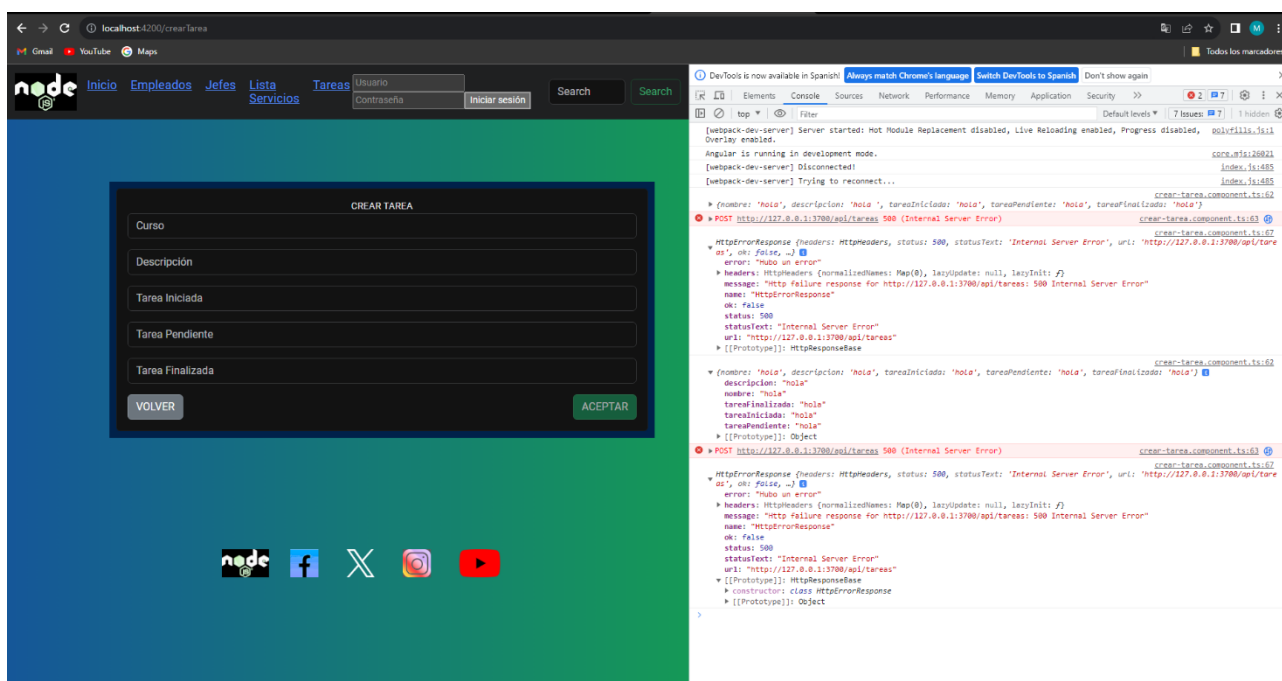 localhost:4200/crearTarea
M
Gmail YouTube Maps Todos los marcadores
node JS
Inicio Empleados Jefes Lista Servicios Tareas
Usuario
Contraseña
Iniciar sesión
Search
Search
CREAR TAREA
Curso
Descripción
Tarea Iniciada
Tarea Pendiente
Tarea Finalizada
VOLVER ACEPTAR
node JS
DevTools is now available in Spanish! Always match Chrome's language Switch DevTools to Spanish Don't show again
Elements Console Sources Network Performance Memory Application Security 2 7
top Filter Default levels 7 Issues: 7 1 hidden
[webpack-dev-server] Server started: Hot Module Replacement disabled, Live Reloading enabled, Progress disabled, polyfills.js:1
Overlay enabled.
Angular is running in development mode. core.mjs:26021
[webpack-dev-server] Disconnected! index.js:485
[webpack-dev-server] Trying to reconnect... index.js:485
crear-tarea.component.ts:62
{nombre: 'hola', descripcion: 'hola ', tareaIniciada: 'hola', tareaPendiente: 'hola', tareaFinalizada: 'hola'}
POST http://127.0.0.1:3700/api/tareas 500 (Internal Server Error) crear-tarea.component.ts:63
crear-tarea.component.ts:67
HttpErrorResponse {headers: HttpHeaders, status: 500, statusText: 'Internal Server Error', url: 'http://127.0.0.1:3700/api/tare
as', ok: false, …}
error: "Hubo un error"
headers: HttpHeaders {normalizedNames: Map(0), lazyUpdate: null, lazyInit: ƒ}
message: "Http failure response for http://127.0.0.1:3700/api/tareas: 500 Internal Server Error"
name: "HttpErrorResponse"
ok: false
status: 500
statusText: "Internal Server Error"
url: "http://127.0.0.1:3700/api/tareas"
[[Prototype]]: HttpResponseBase
crear-tarea.component.ts:62
{nombre: 'hola', descripcion: 'hola', tareaIniciada: 'hola', tareaPendiente: 'hola', tareaFinalizada: 'hola'}
descripcion: "hola"
nombre: "hola"
tareaFinalizada: "hola"
tareaIniciada: "hola"
tareaPendiente: "hola"
[[Prototype]]: Object
POST http://127.0.0.1:3700/api/tareas 500 (Internal Server Error) crear-tarea.component.ts:63
crear-tarea.component.ts:67
HttpErrorResponse {headers: HttpHeaders, status: 500, statusText: 'Internal Server Error', url: 'http://127.0.0.1:3700/api/tare
as', ok: false, …}
error: "Hubo un error"
headers: HttpHeaders {normalizedNames: Map(0), lazyUpdate: null, lazyInit: ƒ}
message: "Http failure response for http://127.0.0.1:3700/api/tareas: 500 Internal Server Error"
name: "HttpErrorResponse"
ok: false
status: 500
statusText: "Internal Server Error"
url: "http://127.0.0.1:3700/api/tareas"
[[Prototype]]: HttpResponseBase
constructor: class HttpErrorResponse
[[Prototype]]: Object